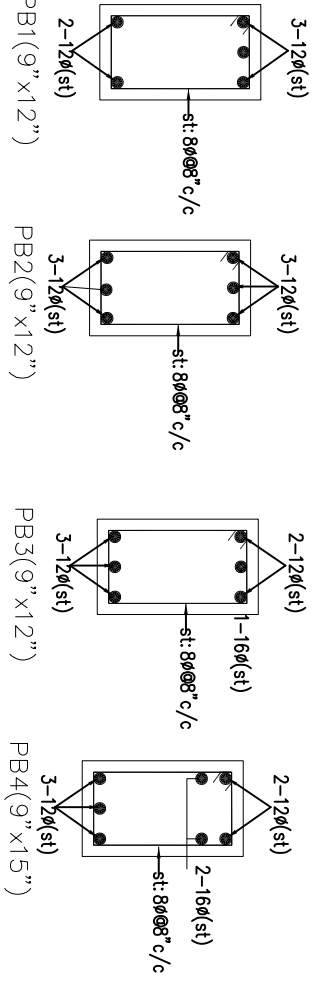 3-12ø(st)
st: 8ø@8" c/c
2-12ø(st)
PB1(9"x12")
3-12ø(st)
st: 8ø@8" c/c
3-12ø(st)
PB2(9"x12")
2-12ø(st)
1-16ø(st)
st: 8ø@8" c/c
3-12ø(st)
PB3(9"x12")
2-12ø(st)
2-16ø(st)
st: 8ø@8" c/c
3-12ø(st)
PB4(9"x15")